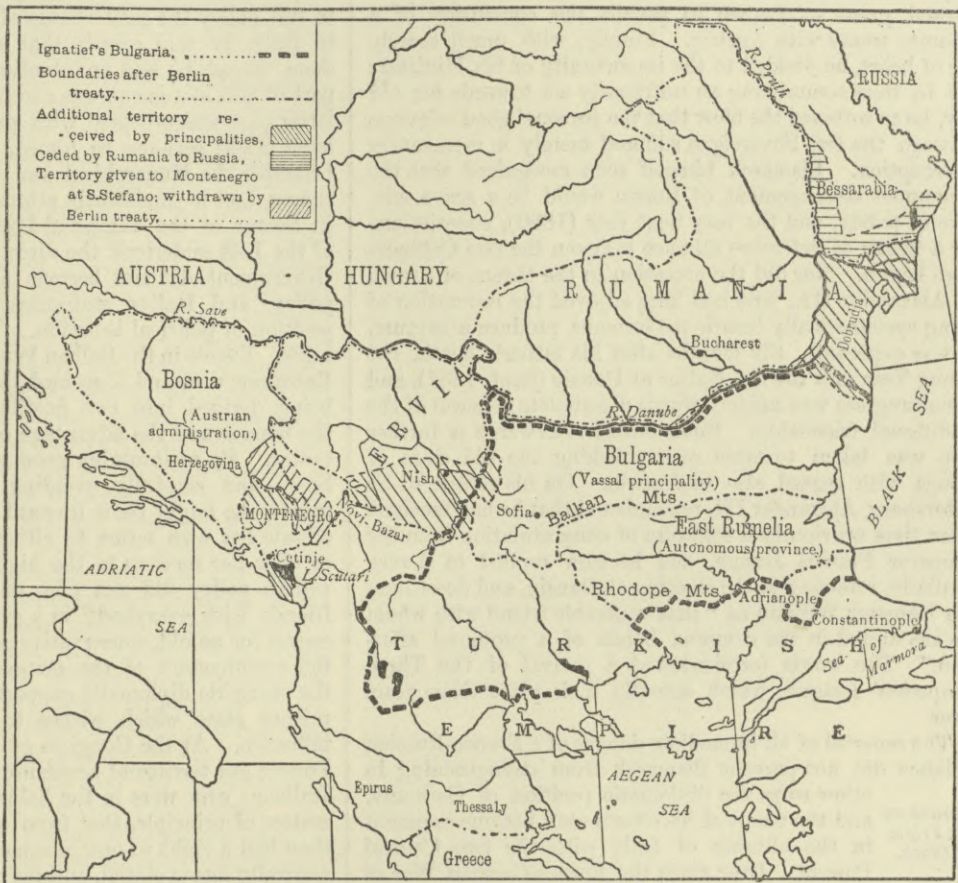 Ignatief's Bulgaria,
Boundaries after Berlin
treaty,
Additional territory re-
-ceived by principalities,
Ceded by Rumania to Russia,
Territory given to Montenegro
at S.Stefano; withdrawn by
Berlin treaty.
RUSSIA
R. Pruth
Bessarabia
AUSTRIA
HUNGARY
RUMANIA
R. Save
Dobrudja
Bosnia
Bucharest
(Austrian
administration.)
SERVIA
R. Danube
BLACK SEA
Herzegovina
Nish
Bulgaria
(Vassal principality.)
MONTENEGRO
Novi-Bazar
Sofia
Balkan Mts.
East Rumelia
(Autonomous province.)
Cetinje
L. Scutari
ADRIATIC
SEA
Rhodope Mts.
Adrianople
Constantinople
TURKISH
Sea of
Marmora
EMPIRE
AEGEAN
SEA
Epirus
Thessaly
Greece